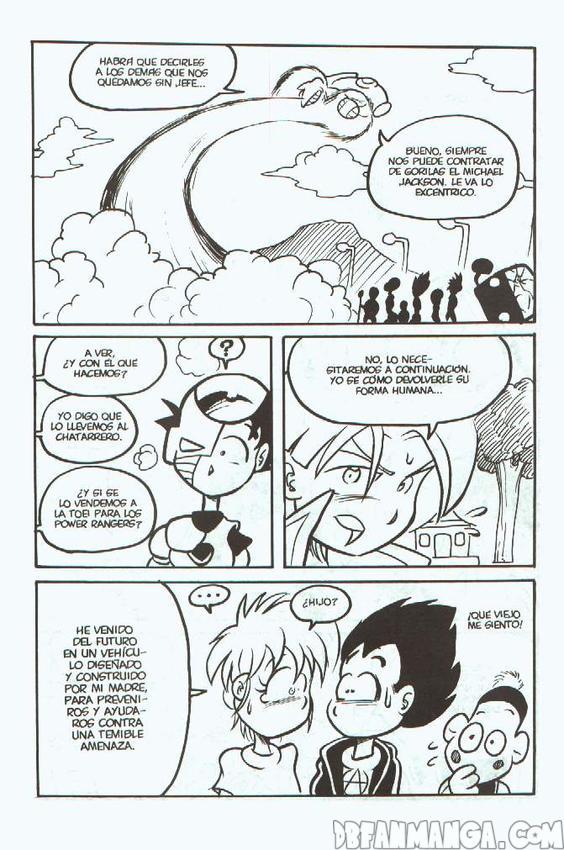 HABRÁ QUE DECIRLES
A LOS DEMÁS QUE NOS
QUEDAMOS SIN JEFE...
BUENO, SIEMPRE
NOS PUEDE CONTRATAR
DE GORILAS EL MICHAEL
JACKSON. LE VA LO
EXCÉNTRICO.
A VER,
¿Y CON ÉL QUE
HACEMOS?
?
YO DIGO QUE
LO LLEVEMOS AL
CHATARRERO.
¿Y SI SE
LO VENDEMOS A LA
TOEI PARA LOS
POWER RANGERS?
NO, LO NECE-
SITAREMOS A CONTINUACIÓN.
YO SE CÓMO DEVOLVERLE SU
FORMA HUMANA...
HE VENIDO
DEL FUTURO
EN UN VEHÍCU-
LO DISEÑADO
Y CONSTRUIDO
POR MI MADRE,
PARA PREVENI-
ROS Y AYUDA-
ROS CONTRA
UNA TEMIBLE
AMENAZA.
...
¿HIJO?
¡QUÉ VIEJO
ME SIENTO!
DBFANMANGA.COM